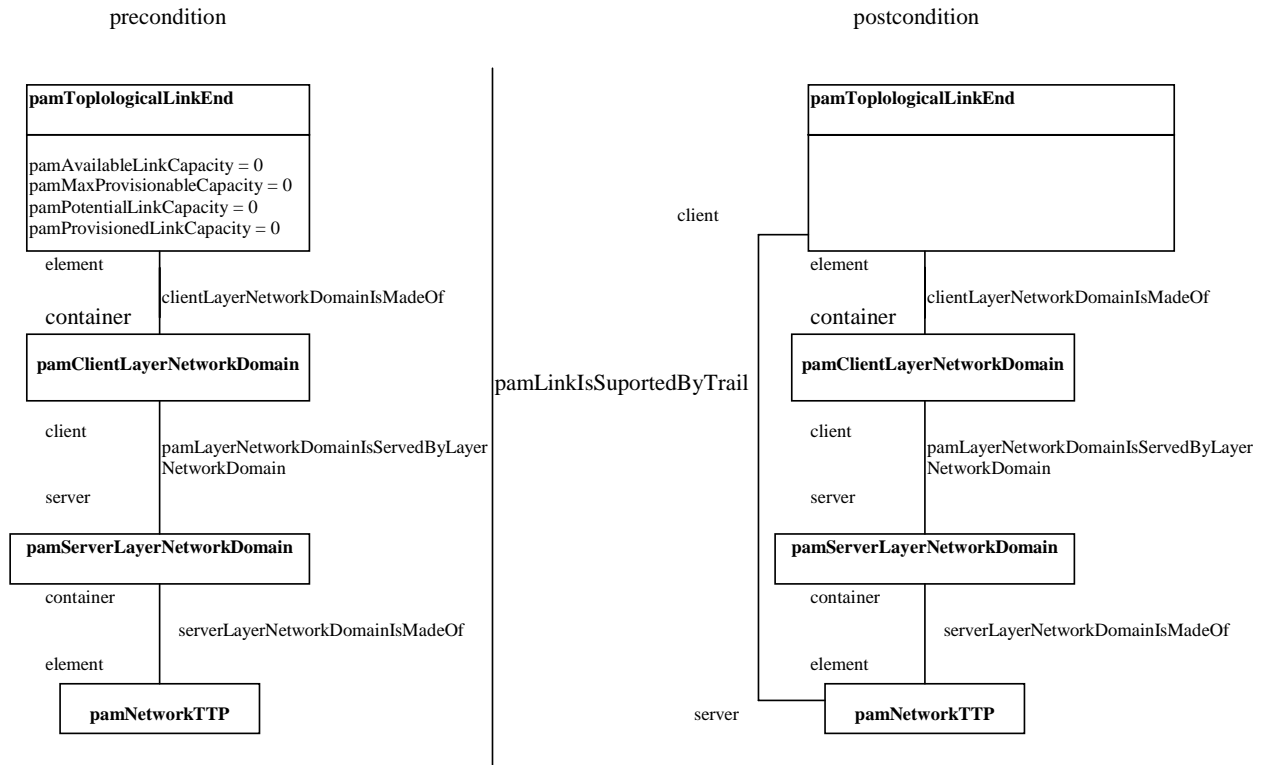 precondition
postcondition
pamToplologicalLinkEnd
pamAvailableLinkCapacity = 0
pamMaxProvisionableCapacity = 0
pamPotentialLinkCapacity = 0
pamProvisionedLinkCapacity = 0
element
clientLayerNetworkDomainIsMadeOf
container
pamClientLayerNetworkDomain
client
pamLayerNetworkDomainIsServedByLayer
NetworkDomain
server
pamServerLayerNetworkDomain
container
serverLayerNetworkDomainIsMadeOf
element
pamNetworkTTP
pamToplologicalLinkEnd
client
element
clientLayerNetworkDomainIsMadeOf
container
pamClientLayerNetworkDomain
pamLinkIsSuportedByTrail
client
pamLayerNetworkDomainIsServedByLayer
NetworkDomain
server
pamServerLayerNetworkDomain
container
serverLayerNetworkDomainIsMadeOf
element
server
pamNetworkTTP